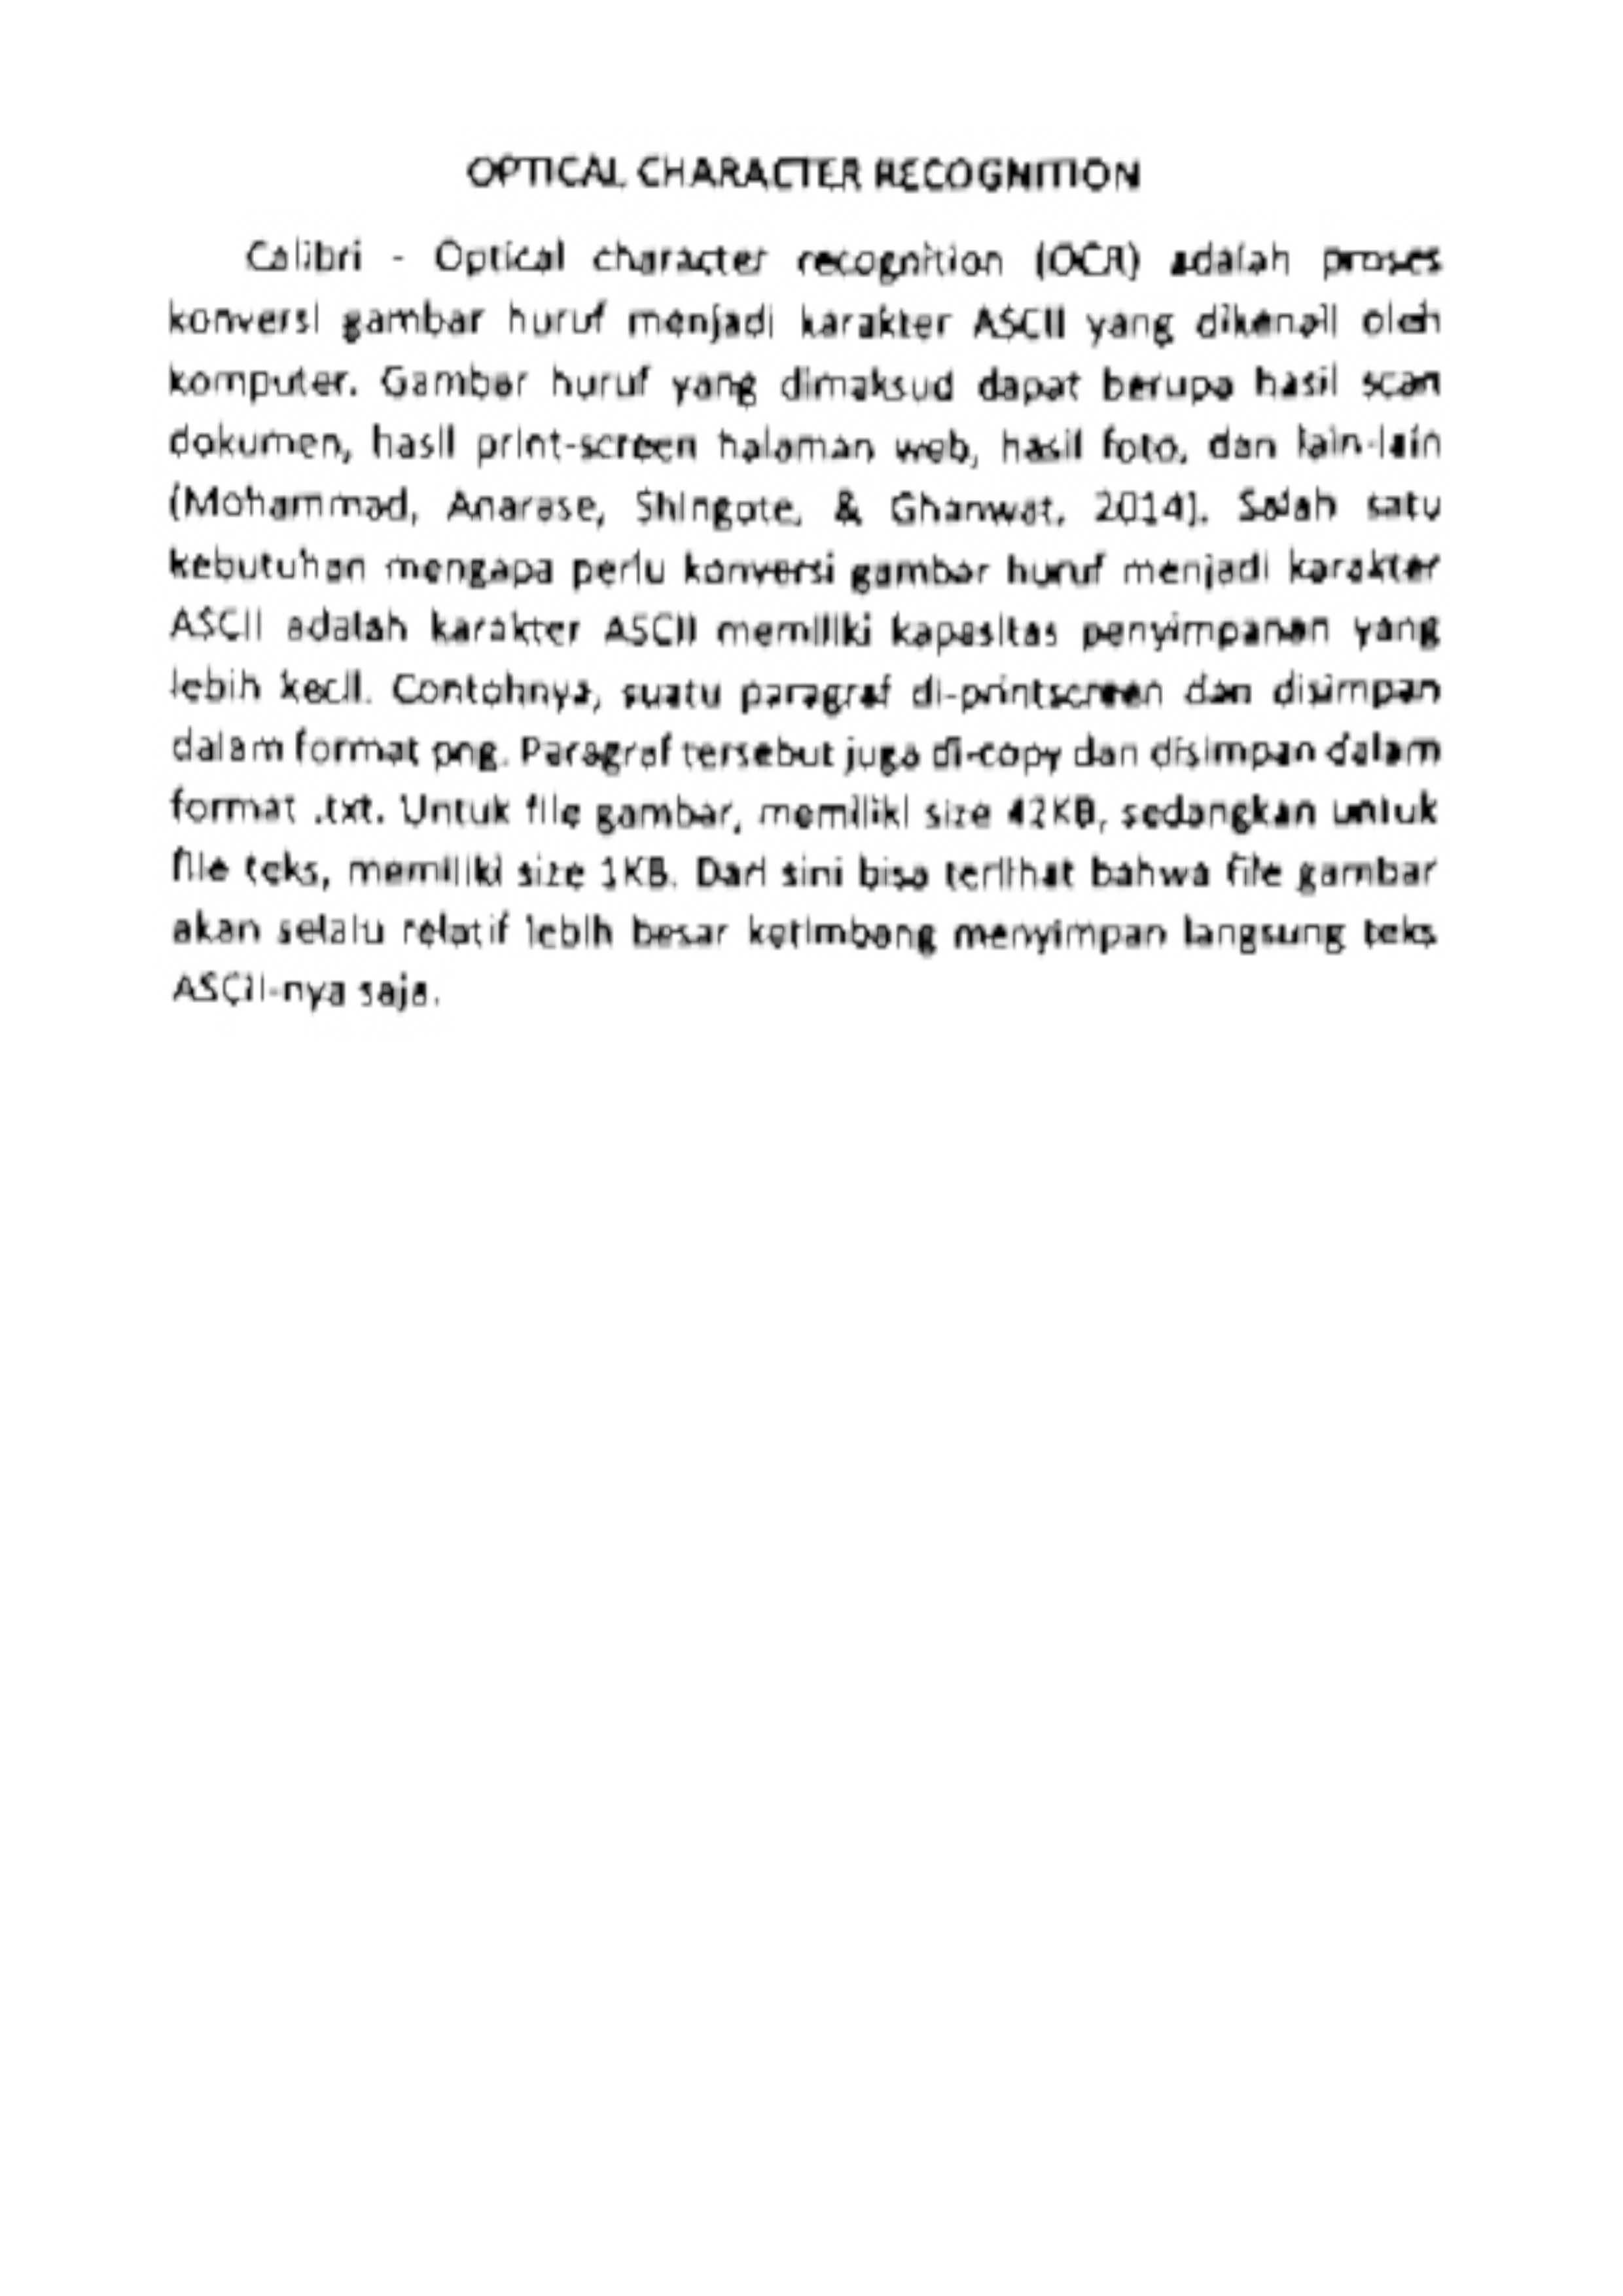 OPTICAL CHARACTER RECOGNITION
Calibri - Optical character recognition (OCR) adalah proses
konversi gambar huruf menjadi karakter ASCII yang dikenali oleh
komputer. Gambar huruf yang dimaksud dapat berupa hasil scan
dokumen, hasil print-screen halaman web, hasil foto, dan lain-lain
(Mohammad, Anarase, Shingote, & Ghanwat, 2014). Salah satu
kebutuhan mengapa perlu konversi gambar huruf menjadi karakter
ASCII adalah karakter ASCII memiliki kapasitas penyimpanan yang
lebih kecil. Contohnya, suatu paragraf di-printscreen dan disimpan
dalam format png. Paragraf tersebut juga di-copy dan disimpan dalam
format .txt. Untuk file gambar, memiliki size 42KB, sedangkan untuk
file teks, memiliki size 1KB. Dari sini bisa terlihat bahwa file gambar
akan selalu relatif lebih besar ketimbang menyimpan langsung teks
ASCII-nya saja.